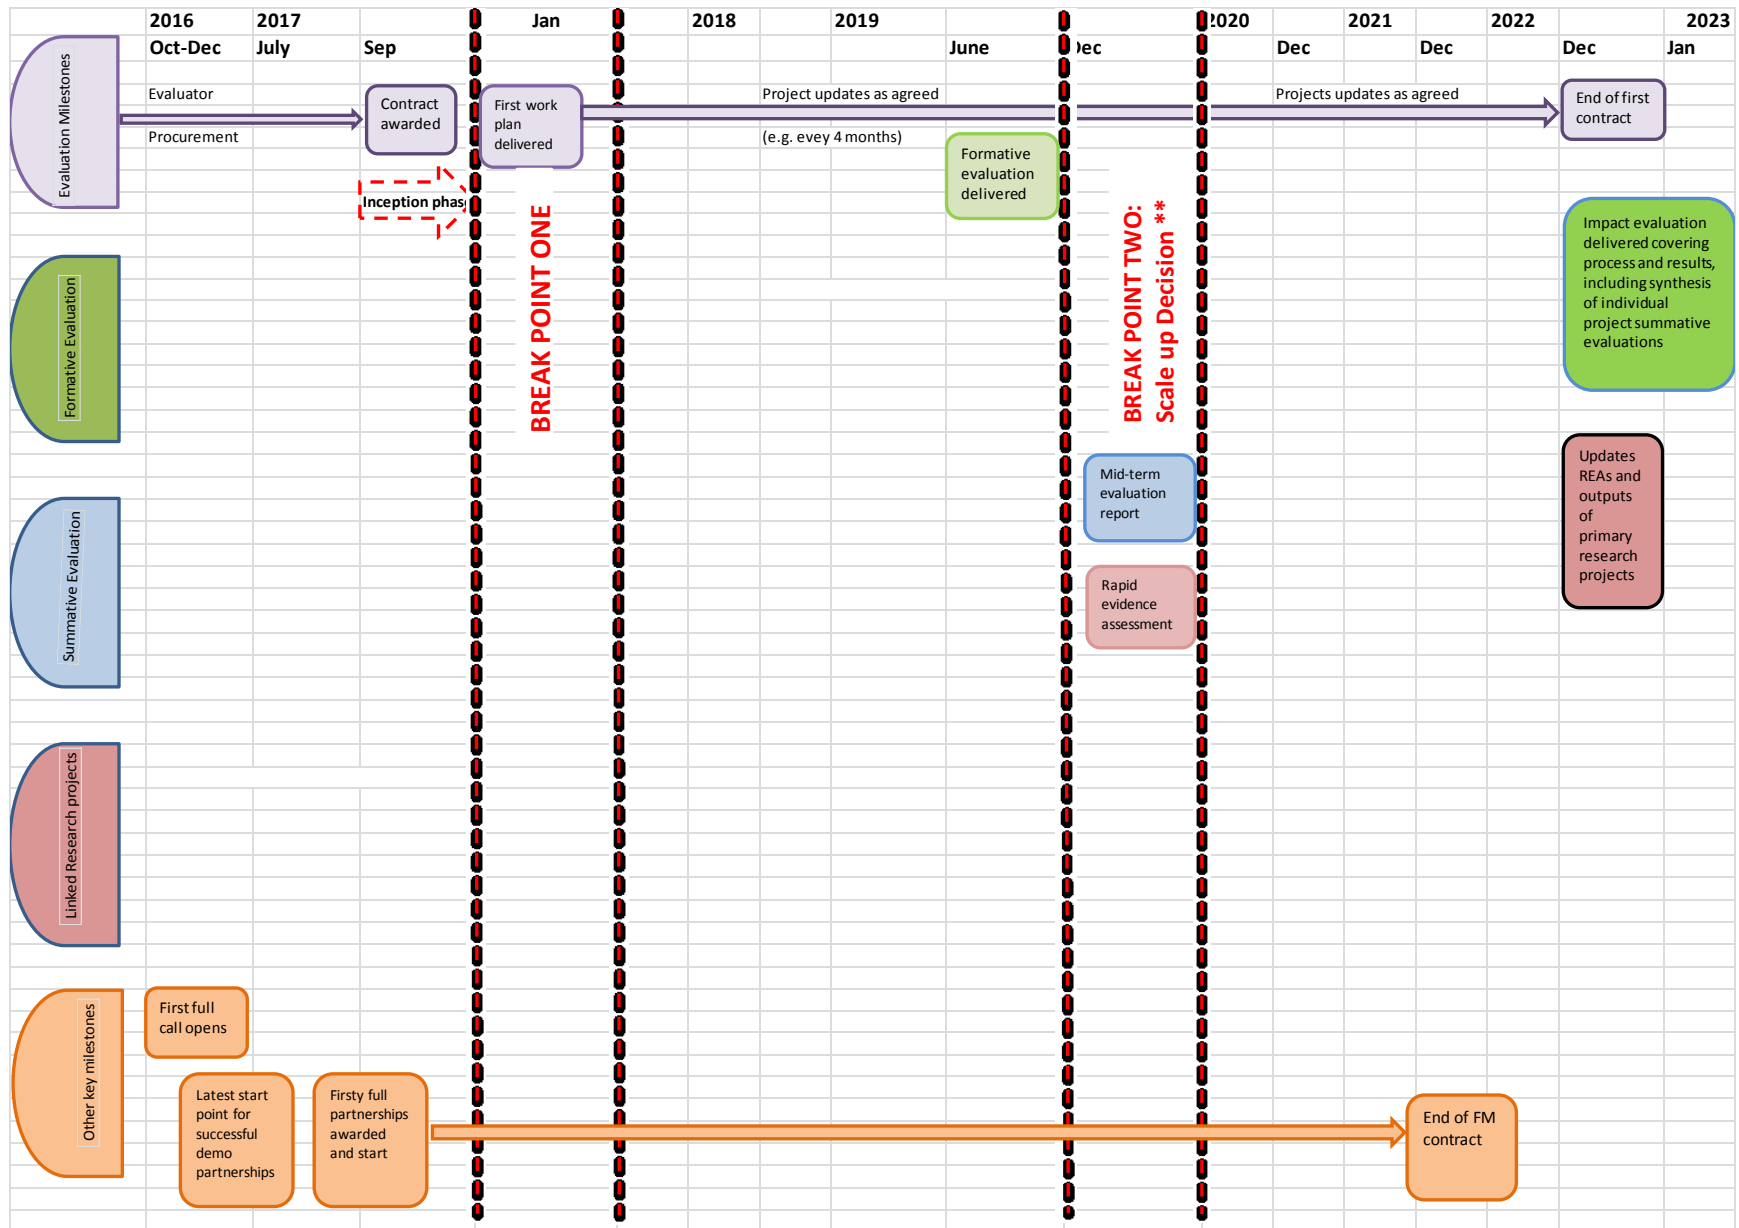 2016 2017 Jan 2018 2019 2020 2021 2022 2023
Oct-Dec July Sep June Dec Dec Dec Dec Jan
Evaluation Milestones
Evaluator
Procurement
Contract
awarded
First work
plan
delivered
Project updates as agreed
(e.g. evey 4 months)
Projects updates as agreed
End of first
contract
Inception phase
Formative
evaluation
delivered
BREAK POINT ONE
BREAK POINT TWO:
Scale up Decision **
Impact evaluation
delivered covering
process and results,
including synthesis
of individual
project summative
evaluations
Formative Evaluation
Updates
REAs and
outputs
of
primary
research
projects
Mid-term
evaluation
report
Summative Evaluation
Rapid
evidence
assessment
Linked Research projects
Other key milestones
First full
call opens
Latest start
point for
successful
demo
partnerships
Firsty full
partnerships
awarded
and start
End of FM
contract